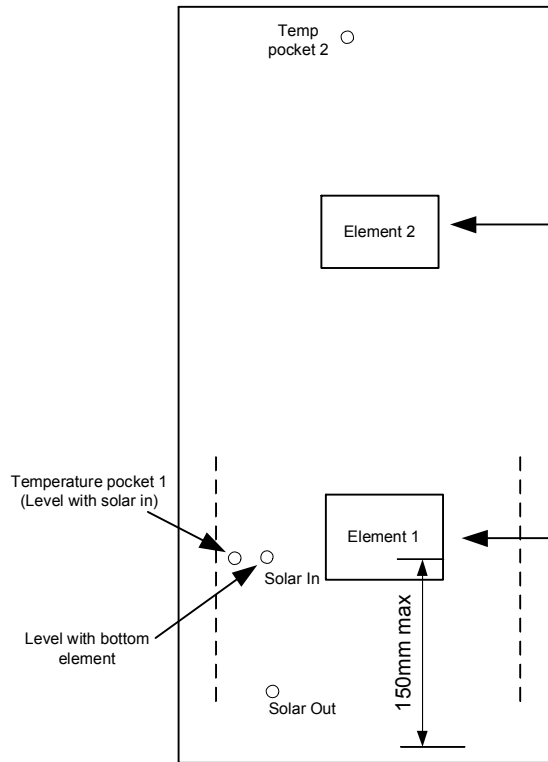 Temp
pocket 2
Element 2
Temperature pocket 1
(Level with solar in)
Element 1
Solar In
Level with bottom
element
150mm max
Solar Out